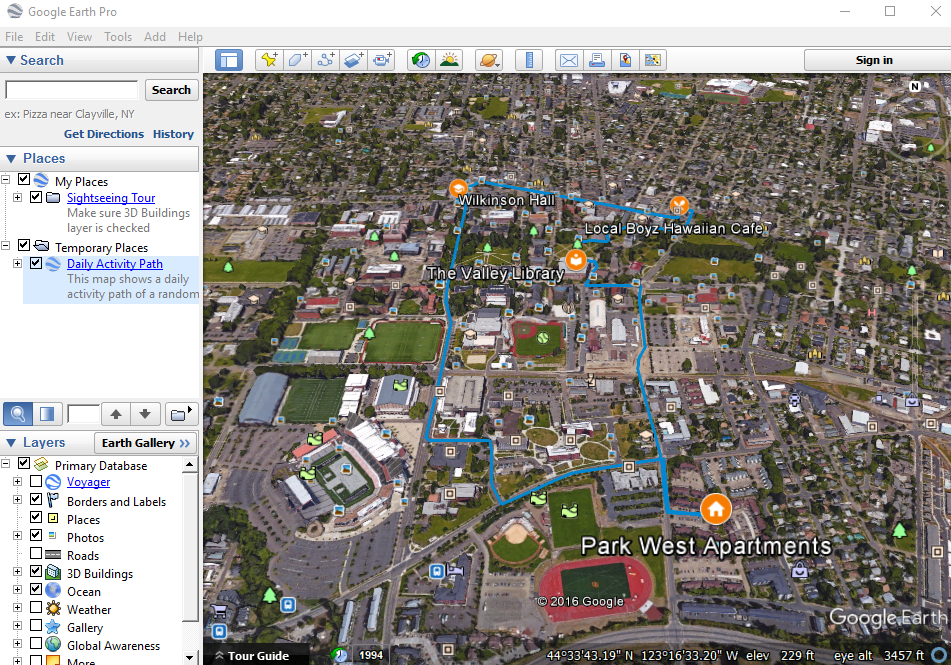 Google Earth Pro
File Edit View Tools Add Help
Search
Search
ex: Pizza near Clayville, NY
Get Directions History
Places
My Places
Sightseeing Tour
Make sure 3D Buildings
layer is checked
Temporary Places
Daily Activity Path
This map shows a daily
activity path of a random
Layers
Earth Gallery >>
Primary Database
Voyager
Borders and Labels
Places
Photos
Roads
3D Buildings
Ocean
Weather
Gallery
Global Awareness
More
Sign in
N
Wilkinson Hall
Local Boyz Hawaiian Cafe
The Valley Library
Park West Apartments
H
© 2016 Google
Google Earth
Tour Guide
1994
44°33'43.19" N 123°16'33.20" W elev 229 ft eye alt 3457 ft